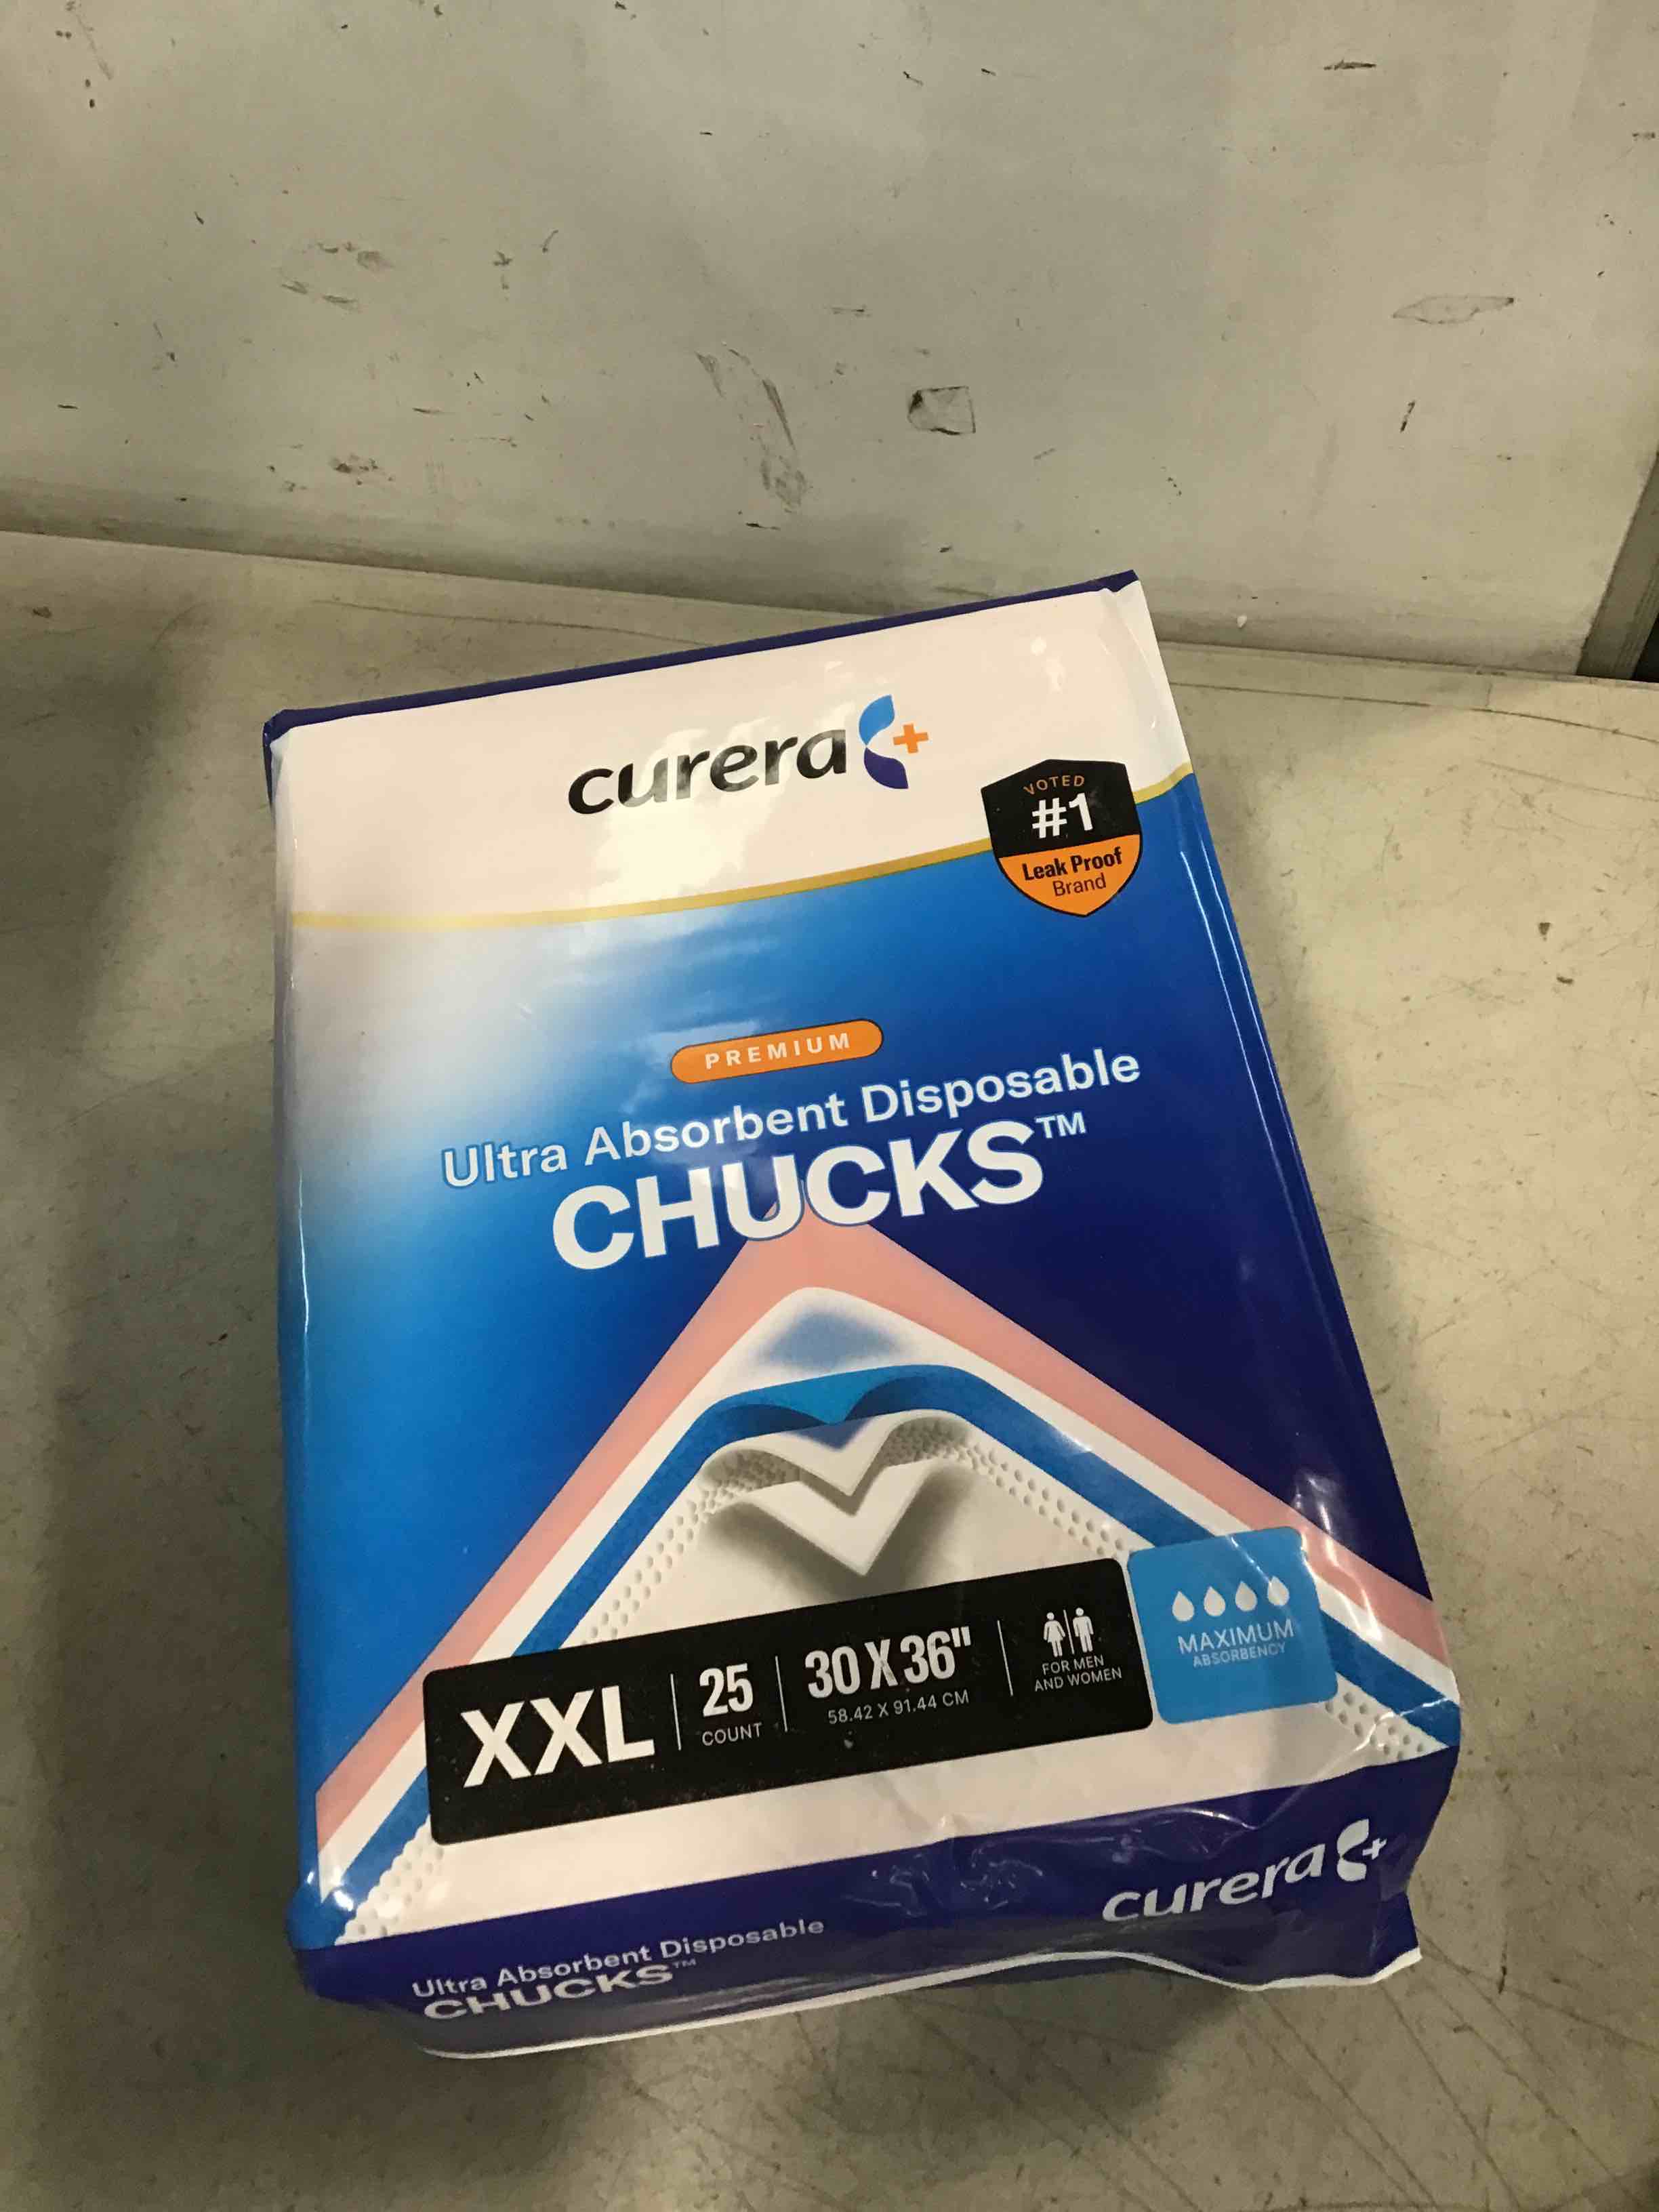 curera
VOTED
#1
Leak Proof
Brand
PREMIUM
Ultra Absorbent Disposable
CHUCKS™
XXL
25
COUNT
30 X 36"
58.42 X 91.44 CM
FOR MEN
AND WOMEN
MAXIMUM
ABSORBENCY
Ultra Absorbent Disposable
CHUCKS™
curera